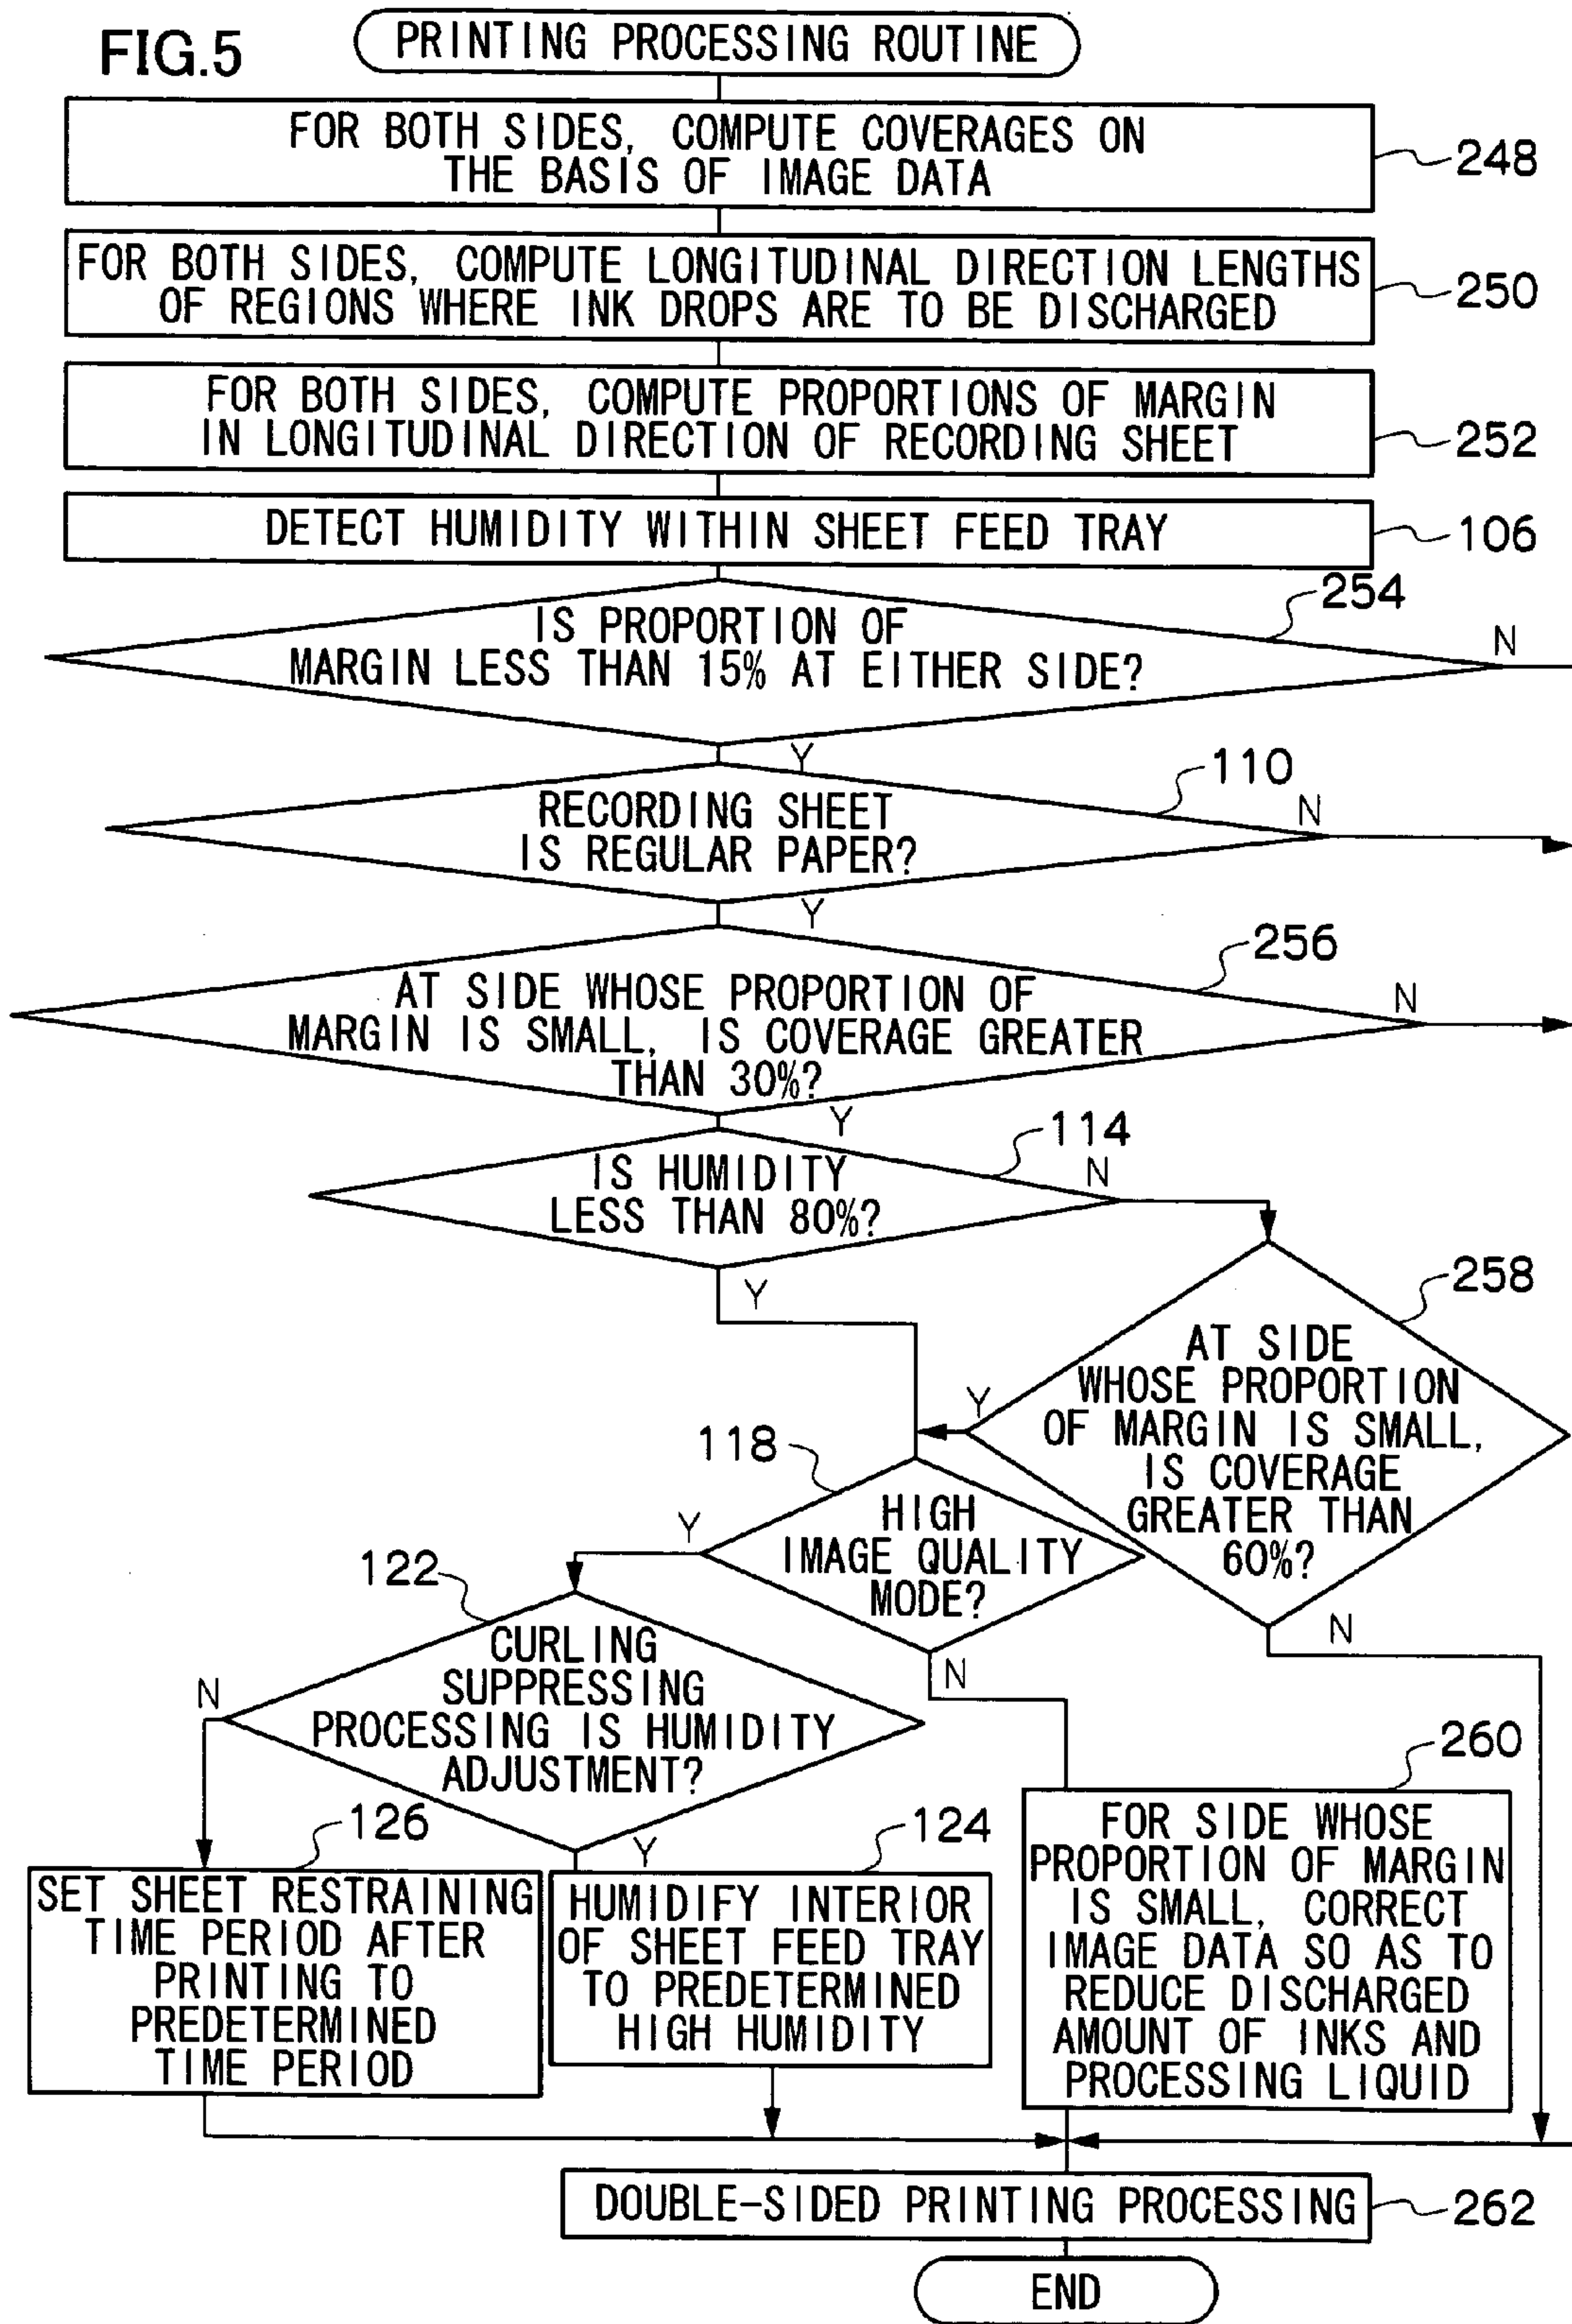 FIG.5
PRINTING PROCESSING ROUTINE
FOR BOTH SIDES, COMPUTE COVERAGES ON
THE BASIS OF IMAGE DATA
248
FOR BOTH SIDES, COMPUTE LONGITUDINAL DIRECTION LENGTHS
OF REGIONS WHERE INK DROPS ARE TO BE DISCHARGED
250
FOR BOTH SIDES, COMPUTE PROPORTIONS OF MARGIN
IN LONGITUDINAL DIRECTION OF RECORDING SHEET
252
DETECT HUMIDITY WITHIN SHEET FEED TRAY
106
254
IS PROPORTION OF
MARGIN LESS THAN 15% AT EITHER SIDE?
N
Y
110
RECORDING SHEET
IS REGULAR PAPER?
N
Y
256
AT SIDE WHOSE PROPORTION OF
MARGIN IS SMALL, IS COVERAGE GREATER
THAN 30%?
N
Y
114
IS HUMIDITY
LESS THAN 80%?
N
Y
258
AT SIDE
WHOSE PROPORTION
OF MARGIN IS SMALL,
IS COVERAGE
GREATER THAN
60%?
Y
N
118
HIGH
IMAGE QUALITY
MODE?
Y
N
122
CURLING
SUPPRESSING
PROCESSING IS HUMIDITY
ADJUSTMENT?
N
Y
126
SET SHEET RESTRAINING
TIME PERIOD AFTER
PRINTING TO
PREDETERMINED
TIME PERIOD
124
HUMIDIFY INTERIOR
OF SHEET FEED TRAY
TO PREDETERMINED
HIGH HUMIDITY
260
FOR SIDE WHOSE
PROPORTION OF MARGIN
IS SMALL, CORRECT
IMAGE DATA SO AS TO
REDUCE DISCHARGED
AMOUNT OF INKS AND
PROCESSING LIQUID
DOUBLE-SIDED PRINTING PROCESSING
262
END